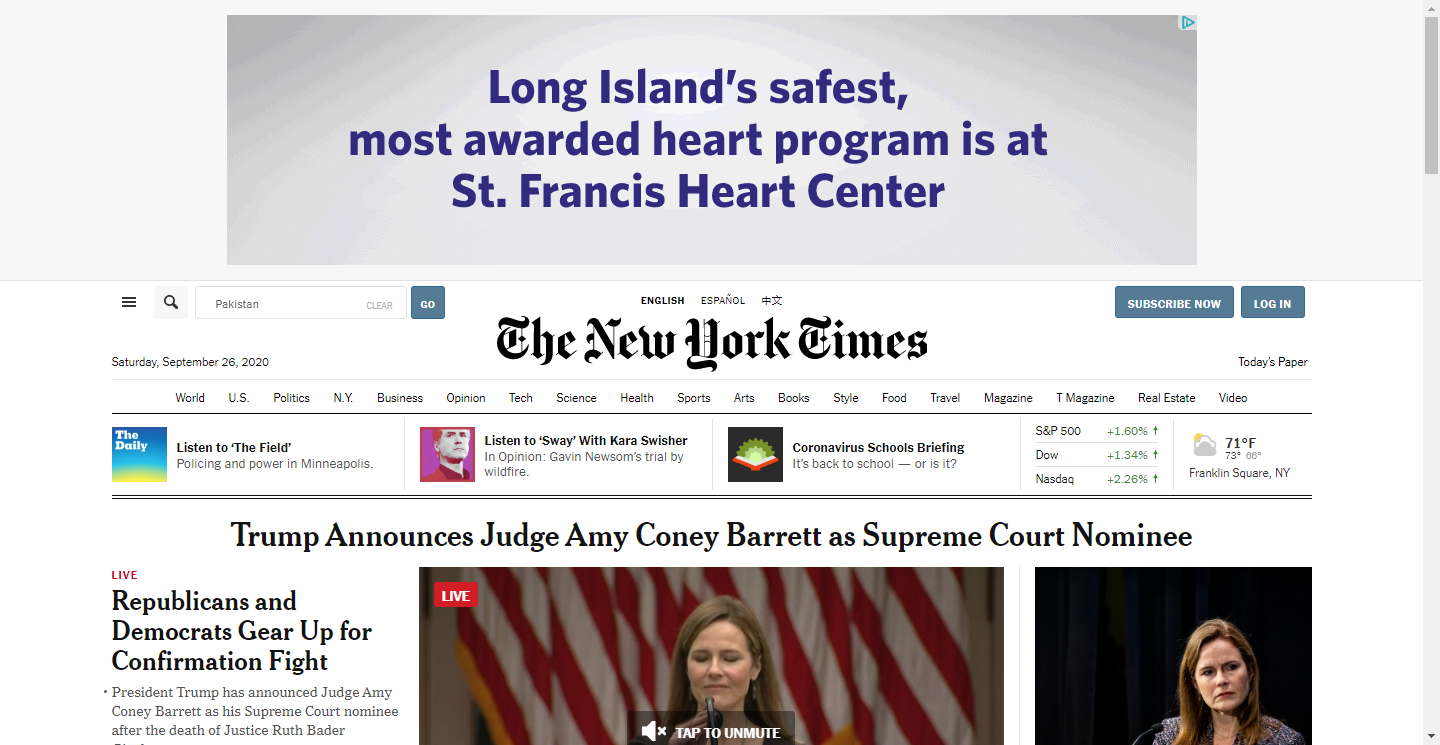 Long Island's safest,
most awarded heart program is at
St. Francis Heart Center
Pakistan
CLEAR
GO
ENGLISH ESPAÑOL 中文
SUBSCRIBE NOW
LOG IN
The New York Times
Saturday, September 26, 2020
Today's Paper
World U.S. Politics N.Y. Business Opinion Tech Science Health Sports Arts Books Style Food Travel Magazine T Magazine Real Estate Video
The
Daily
Listen to ‘The Field’
Policing and power in Minneapolis.
Listen to ‘Sway’ With Kara Swisher
In Opinion: Gavin Newsom's trial by
wildfire.
Coronavirus Schools Briefing
It's back to school — or is it?
S&P 500 +1.60% ↑
Dow +1.34% ↑
Nasdaq +2.26% ↑
71°F
73° 66°
Franklin Square, NY
Trump Announces Judge Amy Coney Barrett as Supreme Court Nominee
LIVE
Republicans and
Democrats Gear Up for
Confirmation Fight
• President Trump has announced Judge Amy
Coney Barrett as his Supreme Court nominee
after the death of Justice Ruth Bader
LIVE
TAP TO UNMUTE